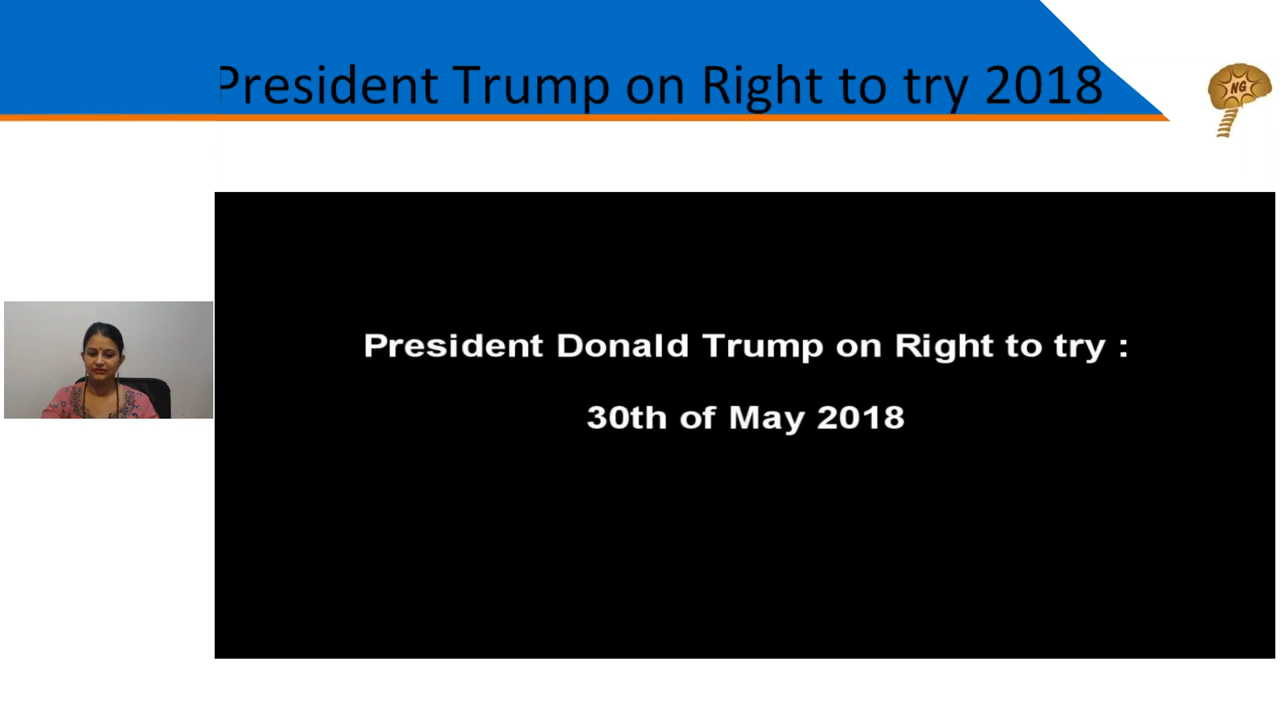 President Trump on Right to try 2018
NG
President Donald Trump on Right to try :
30th of May 2018